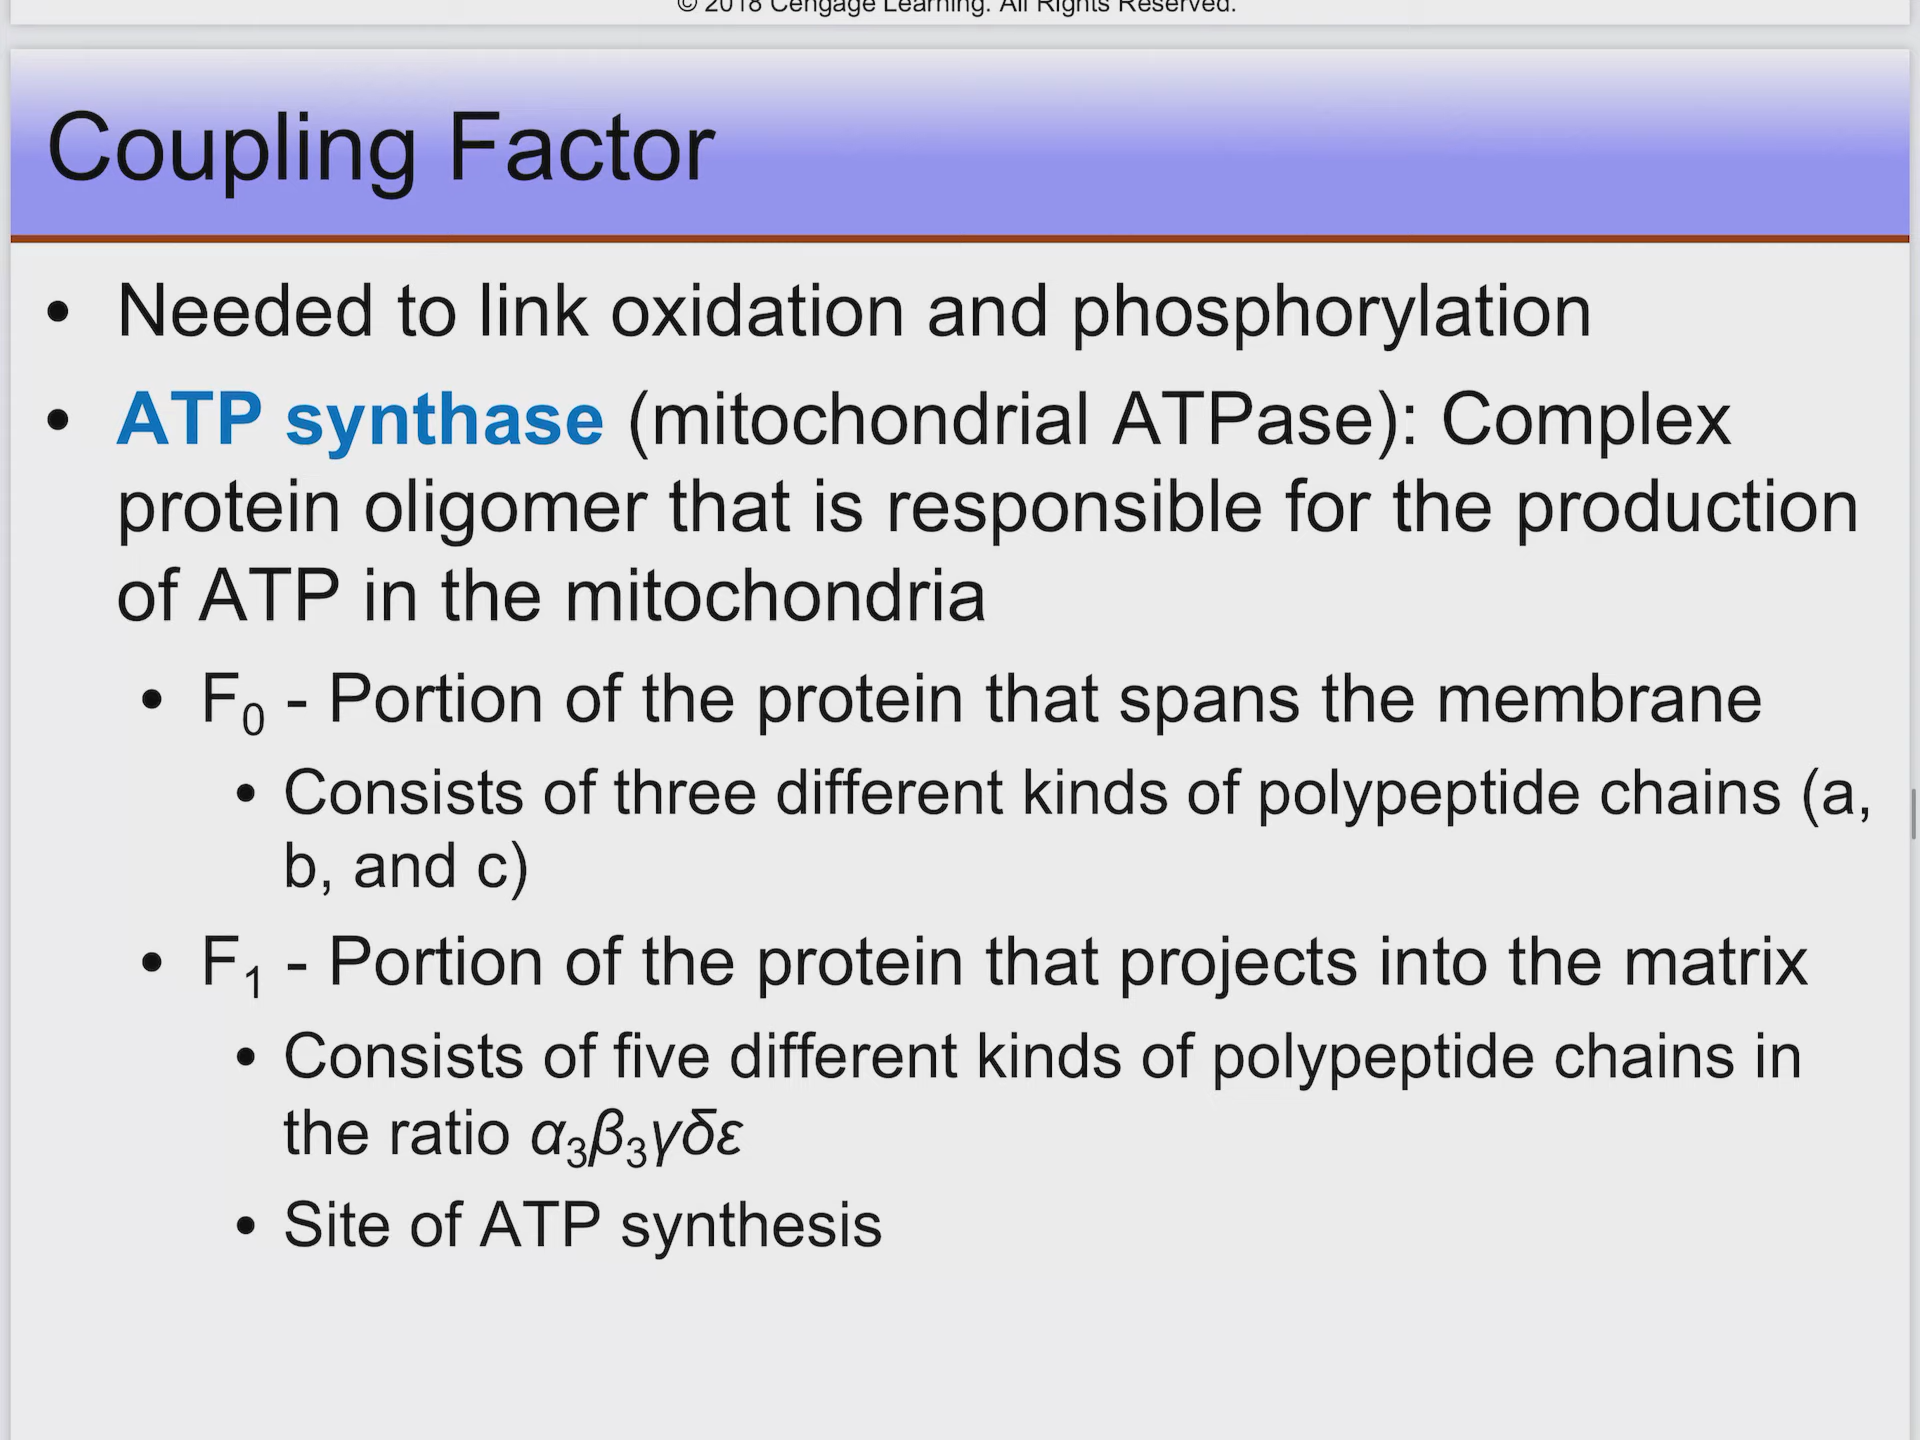 © 2018 Cengage Learning. All Rights Reserved.
Coupling Factor
• Needed to link oxidation and phosphorylation
• ATP synthase (mitochondrial ATPase): Complex
protein oligomer that is responsible for the production
of ATP in the mitochondria
• F₀ - Portion of the protein that spans the membrane
• Consists of three different kinds of polypeptide chains (a,
b, and c)
• F₁ - Portion of the protein that projects into the matrix
• Consists of five different kinds of polypeptide chains in
the ratio α₃β₃γδε
• Site of ATP synthesis